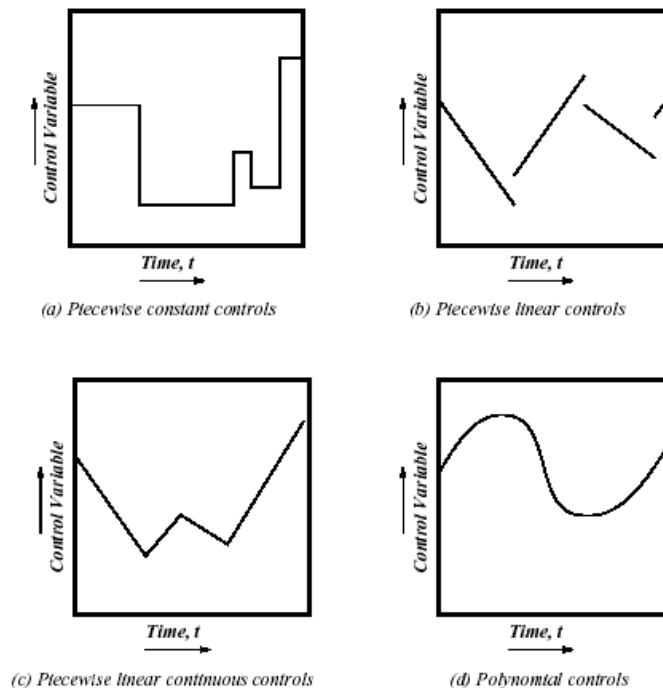 Control Variable
Time, t
(a) Piecewise constant controls
Control Variable
Time, t
(b) Piecewise linear controls
Control Variable
Time, t
(c) Piecewise linear continuous controls
Control Variable
Time, t
(d) Polynomial controls